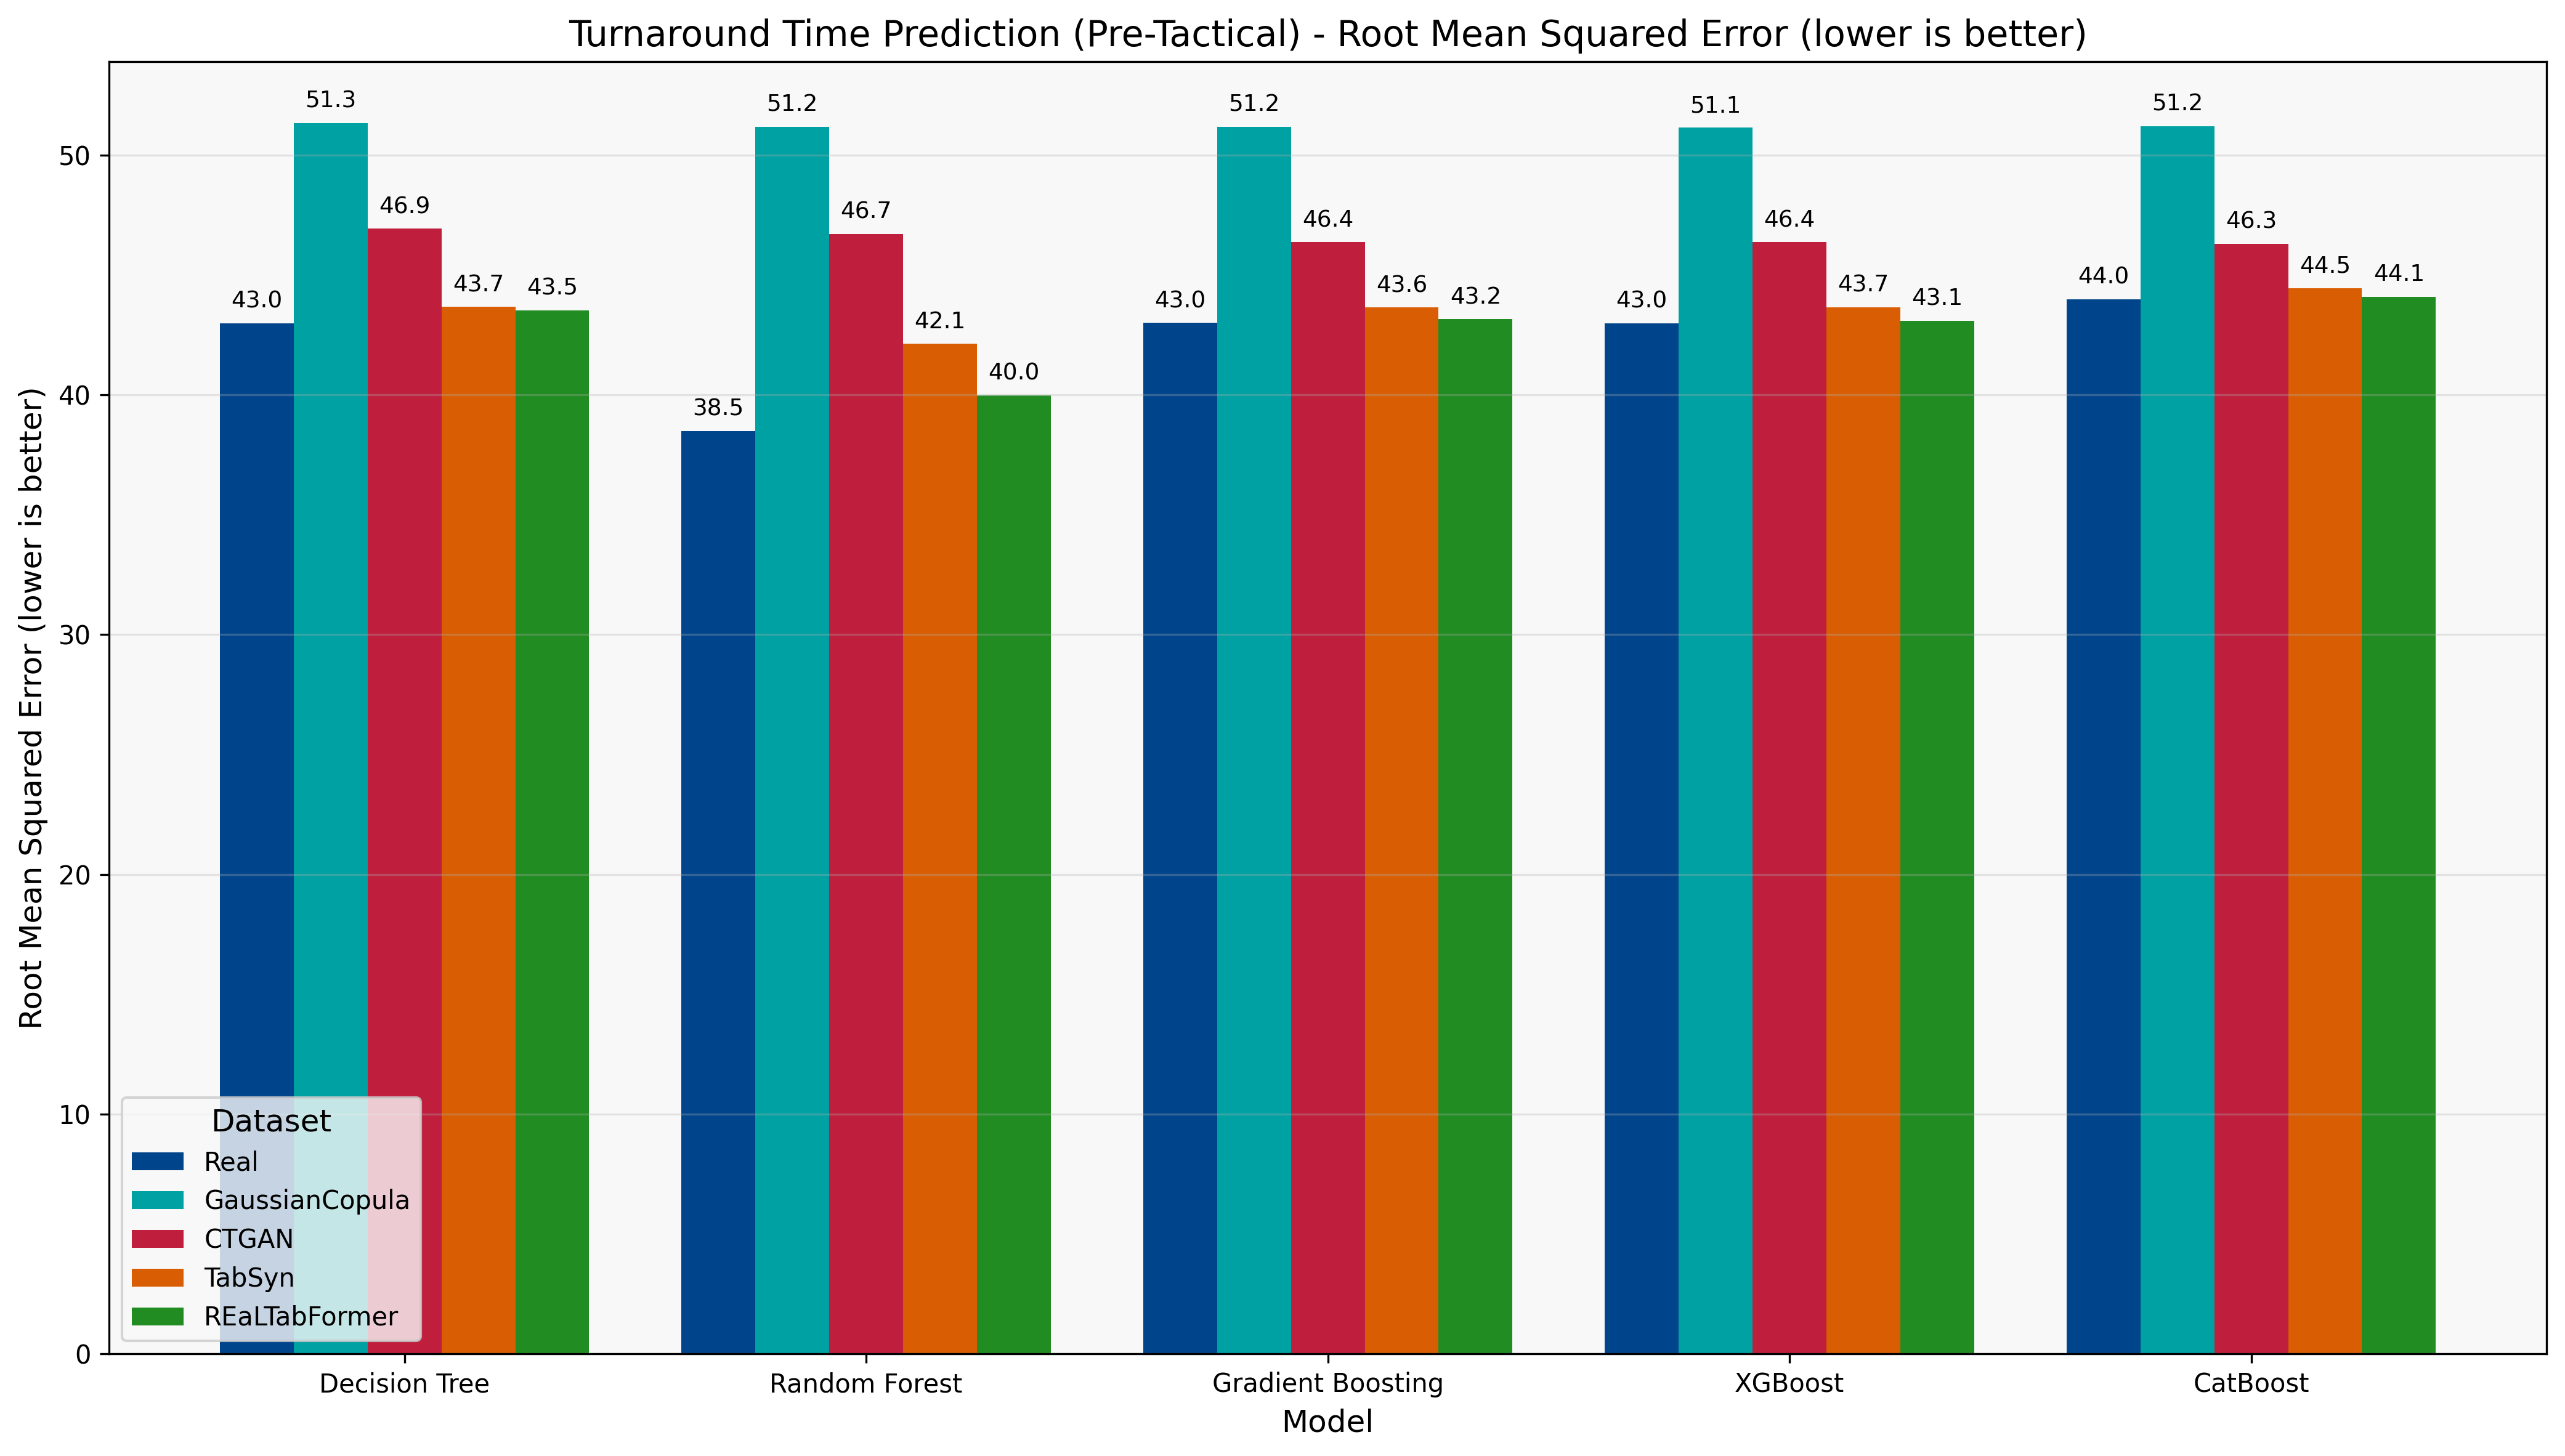 Turnaround Time Prediction (Pre-Tactical) - Root Mean Squared Error (lower is better)
Root Mean Squared Error (lower is better)
50
40
30
20
10
0
43.0
51.3
46.9
43.7
43.5
38.5
51.2
46.7
42.1
40.0
43.0
51.2
46.4
43.6
43.2
43.0
51.1
46.4
43.7
43.1
44.0
51.2
46.3
44.5
44.1
Dataset
Real
GaussianCopula
CTGAN
TabSyn
REaLTabFormer
Decision Tree
Random Forest
Gradient Boosting
XGBoost
CatBoost
Model